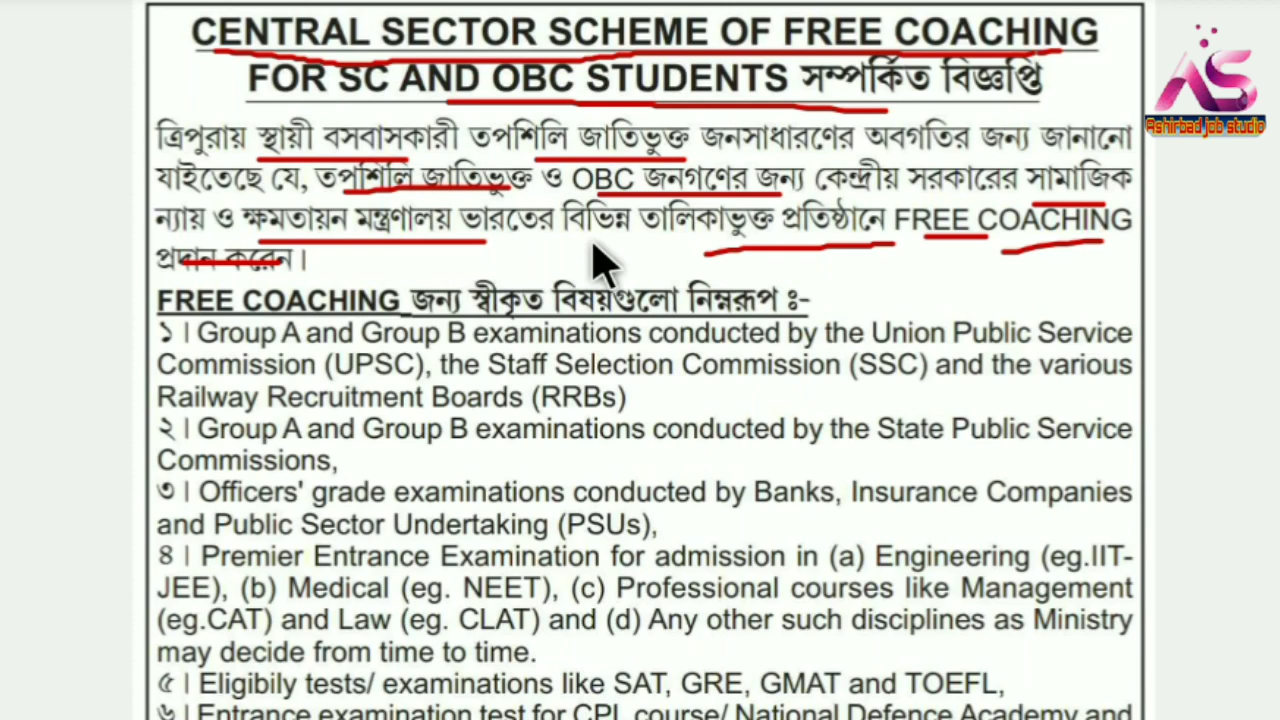 CENTRAL SECTOR SCHEME OF FREE COACHING
FOR SC AND OBC STUDENTS সম্পর্কিত বিজ্ঞপ্তি
ত্রিপুরায় স্থায়ী বসবাসকারী তপশিলি জাতিভুক্ত জনসাধারণের অবগতির জন্য জানানো
যাইতেছে যে, তপশিলি জাতিভুক্ত ও OBC জনগণের জন্য কেন্দ্রীয় সরকারের সামাজিক
ন্যায় ও ক্ষমতায়ন মন্ত্রণালয় ভারতের বিভিন্ন তালিকাভুক্ত প্রতিষ্ঠানে FREE COACHING
প্রদান করেন।
FREE COACHING জন্য স্বীকৃত বিষয়গুলো নিম্নরূপ ঃ-
১। Group A and Group B examinations conducted by the Union Public Service
Commission (UPSC), the Staff Selection Commission (SSC) and the various
Railway Recruitment Boards (RRBs)
২। Group A and Group B examinations conducted by the State Public Service
Commissions,
৩। Officers' grade examinations conducted by Banks, Insurance Companies
and Public Sector Undertaking (PSUs),
৪। Premier Entrance Examination for admission in (a) Engineering (eg.IIT-
JEE), (b) Medical (eg. NEET), (c) Professional courses like Management
(eg.CAT) and Law (eg. CLAT) and (d) Any other such disciplines as Ministry
may decide from time to time.
৫। Eligibily tests/ examinations like SAT, GRE, GMAT and TOEFL,
৬। Entrance examination test for CPL course/ National Defence Academy and
AS
Ashirbad job studio